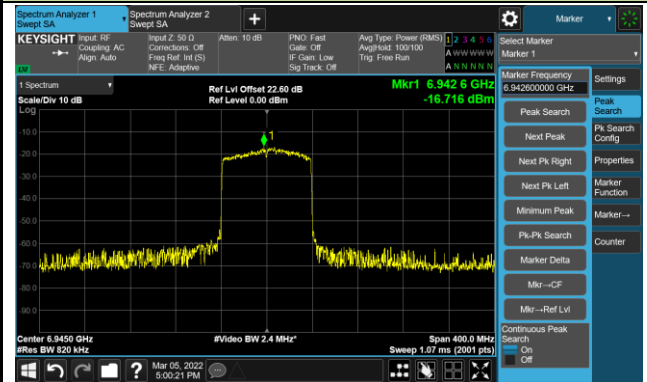 Spectrum Analyzer 1
Swept SA
Spectrum Analyzer 2
Swept SA
+
Marker
KEYSIGHT
Input: RF
Coupling: AC
Align: Auto
Input Z: 50 Ω
Corrections: Off
Freq Ref: Int (S)
NFE: Adaptive
Atten: 10 dB
PNO: Fast
Gate: Off
IF Gain: Low
Sig Track: Off
Avg Type: Power (RMS)
Avg|Hold: 100/100
Trig: Free Run
1 2 3 4 5 6
A W W W W W
A N N N N N
LXI
Select Marker
Marker 1
1 Spectrum
Scale/Div 10 dB
Log
Ref Lvl Offset 22.60 dB
Ref Level 0.00 dBm
Mkr1 6.942 6 GHz
-16.716 dBm
1
-10.0
-20.0
-30.0
-40.0
-50.0
-60.0
-70.0
-80.0
-90.0
Center 6.9450 GHz
#Res BW 820 kHz
#Video BW 2.4 MHz*
Span 400.0 MHz
Sweep 1.07 ms (2001 pts)
Marker Frequency
6.942600000 GHz
Peak Search
Next Peak
Next Pk Right
Next Pk Left
Minimum Peak
Pk-Pk Search
Marker Delta
Mkr→CF
Mkr→Ref Lvl
Continuous Peak
Search
On
Off
Settings
Peak
Search
Pk Search
Config
Properties
Marker
Function
Marker→
Counter
?
Mar 05, 2022
5:00:21 PM